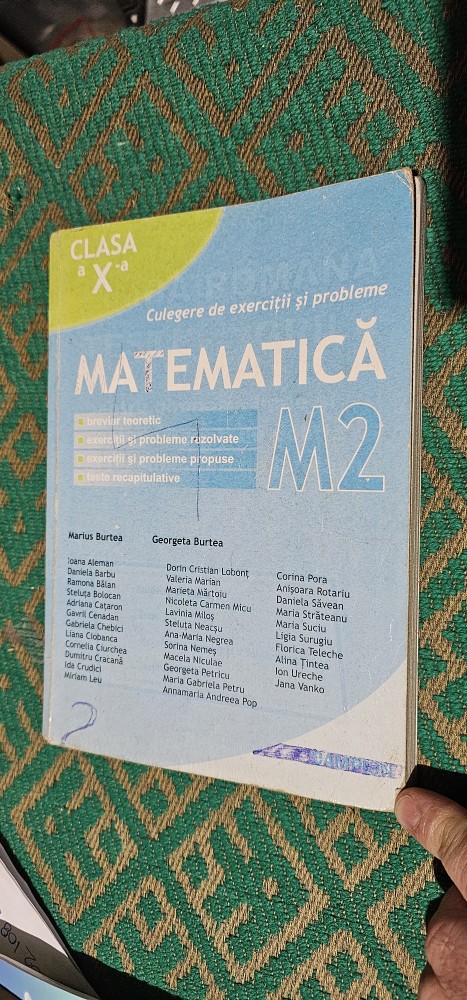 CLASA
a X-a
ROMANA
Culegere de exerciții și probleme
MATEMATICĂ
M2
breviar teoretic
exerciții și probleme rezolvate
exerciții și probleme propuse
teste recapitulative
Marius Burtea
Georgeta Burtea
Ioana Aleman
Daniela Barbu
Ramona Bălan
Steluța Bolocan
Adriana Cataron
Gavril Cenadan
Gabriela Chebici
Liana Ciobanca
Cornelia Ciurchea
Dumitru Cracană
Ida Crudici
Miriam Leu
Dorin Cristian Lobonț
Valeria Marian
Marieta Mărtoiu
Nicoleta Carmen Micu
Lavinia Miloș
Steluța Neacșu
Ana-Maria Negrea
Sorina Nemeș
Macela Niculae
Georgeta Petricu
Maria Gabriela Petru
Annamaria Andreea Pop
Corina Pora
Anișoara Rotariu
Daniela Săvean
Maria Străteanu
Maria Suciu
Ligia Surugiu
Florica Teleche
Alina Țintea
Ion Ureche
Jana Vanko
2